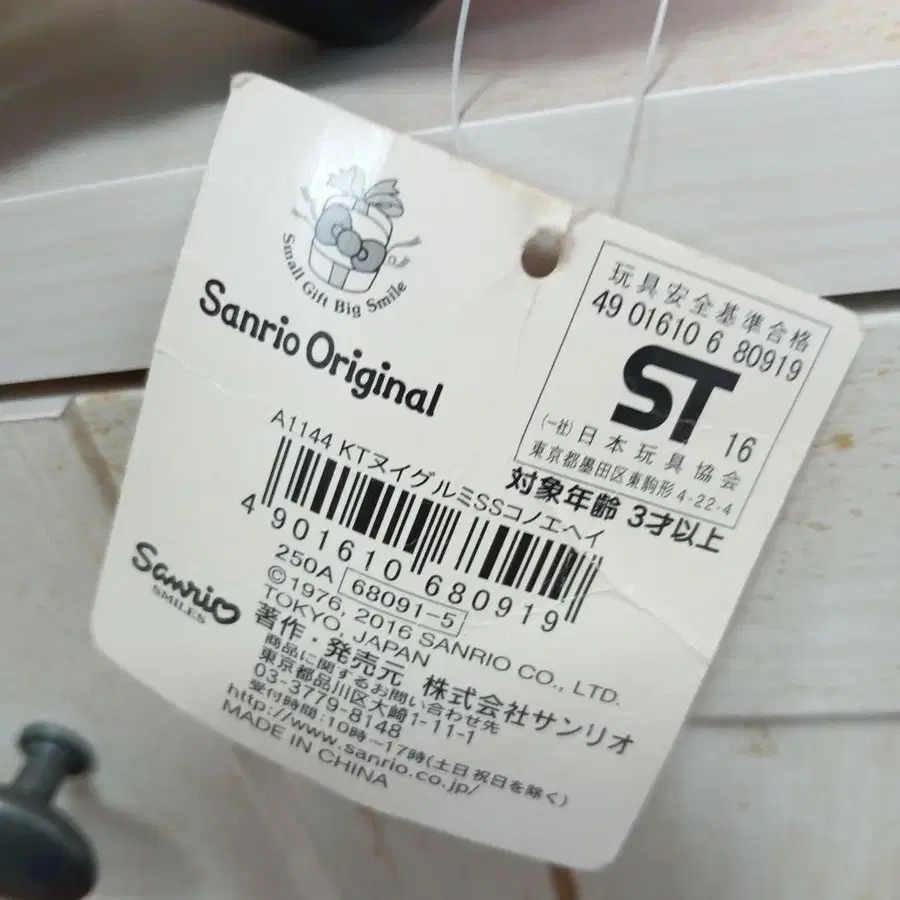 Small Gift Big Smile
Sanrio Original
玩具安全基準合格
49 01610 6 80919
ST 16
(一社)日本玩具協会
東京都墨田区東駒形4-22-4
対象年齢 3才以上
A1144 KTヌイグルミSSコノエヘイ
4 901610 680919
250A 68091-5
©1976, 2016 SANRIO CO., LTD.
TOKYO, JAPAN
著作・発売元 株式会社サンリオ
商品に関するお問い合わせ先
東京都品川区大崎1-11-1
03-3779-8148
受付時間:10時~17時(土日祝日を除く)
http://www.sanrio.co.jp/
MADE IN CHINA
Sanrio
SMILES